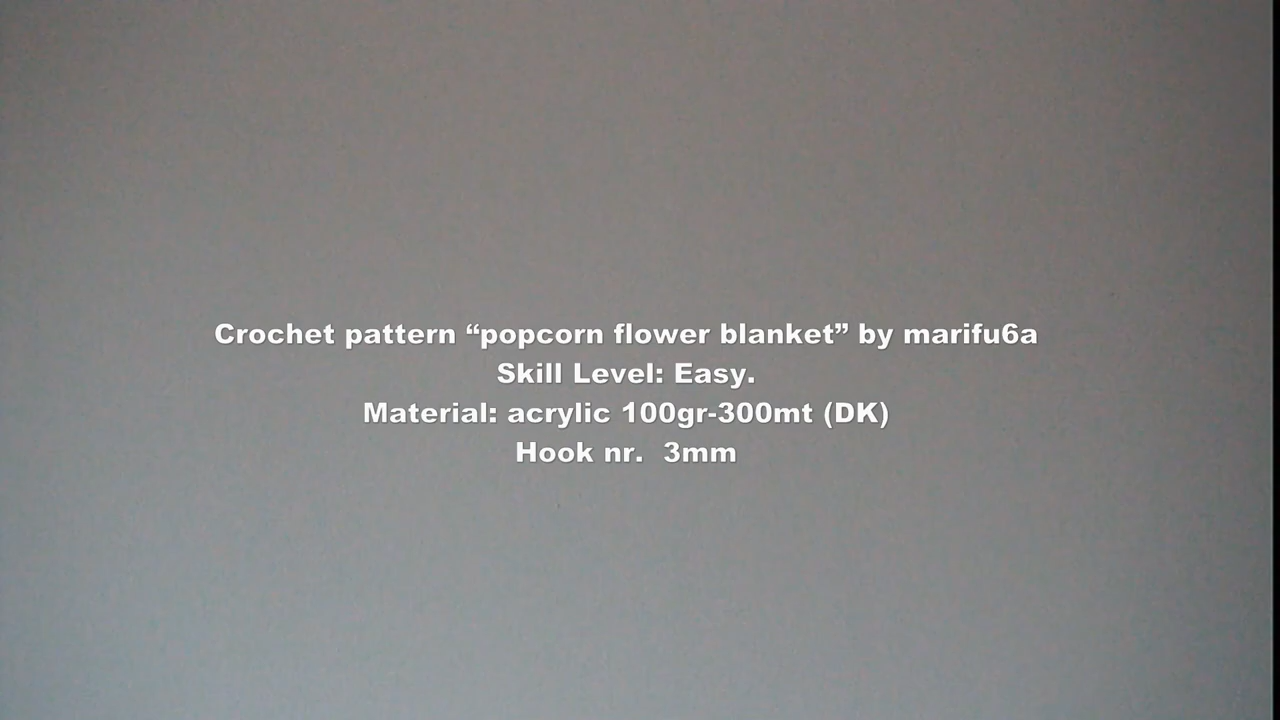 Crochet pattern “popcorn flower blanket” by marifu6a
Skill Level: Easy.
Material: acrylic 100gr-300mt (DK)
Hook nr.  3mm